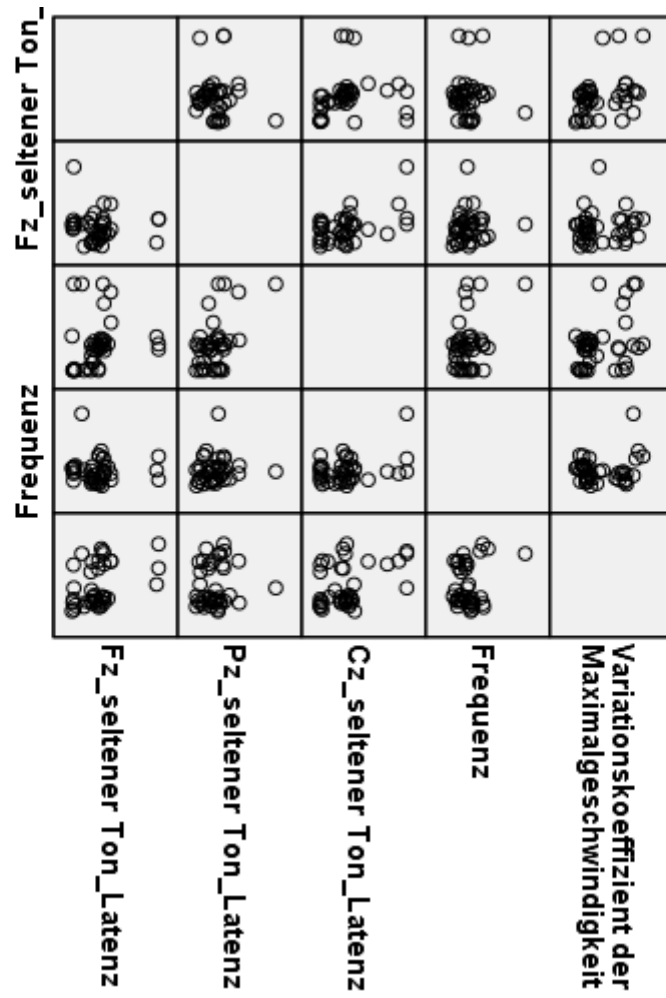 Fz_seltener Ton_
Frequenz
Fz_seltener Ton_Latenz
Pz_seltener Ton_Latenz
Cz_seltener Ton_Latenz
Frequenz
Variationskoeffizient der
Maximalgeschwindigkeit